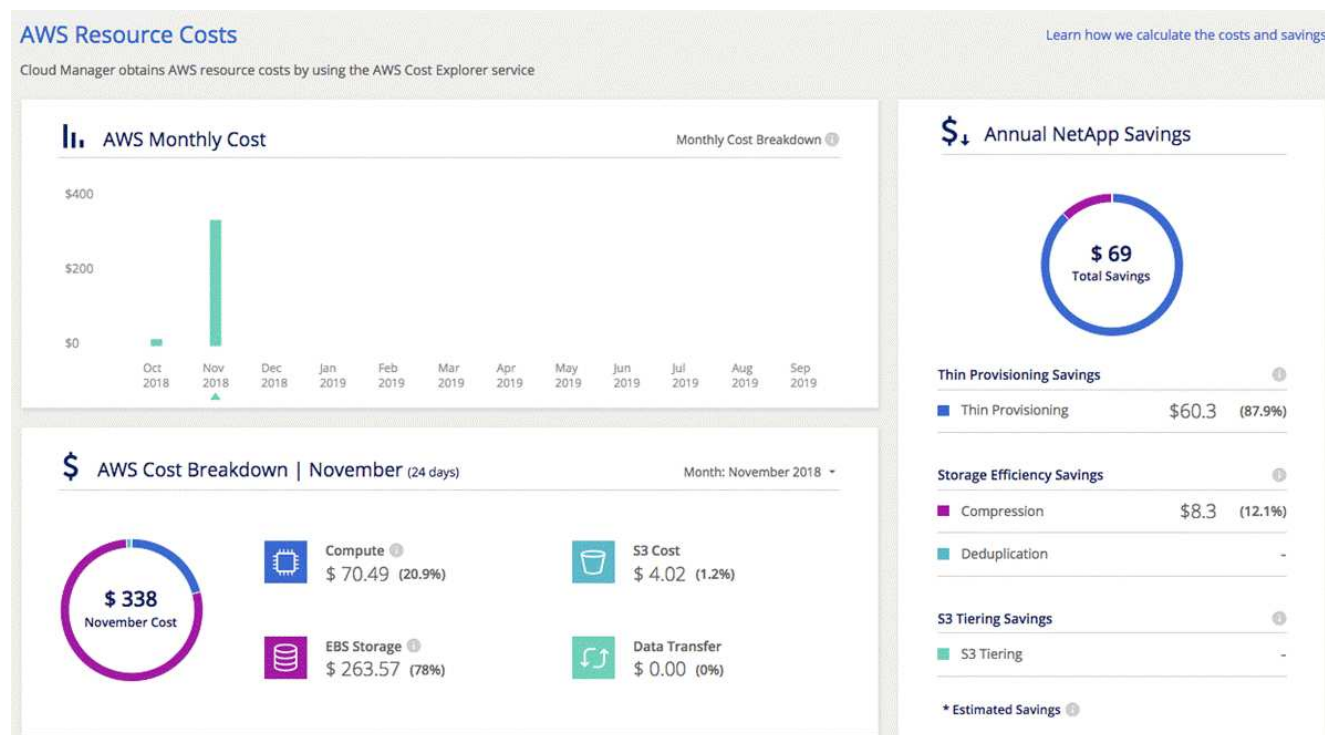 AWS Resource Costs
Learn how we calculate the costs and savings
Cloud Manager obtains AWS resource costs by using the AWS Cost Explorer service
AWS Monthly Cost
Monthly Cost Breakdown
$400
$200
$0
Oct Nov Dec Jan Feb Mar Apr May Jun Jul Aug Sep
2018 2018 2018 2019 2019 2019 2019 2019 2019 2019 2019 2019
AWS Cost Breakdown | November (24 days)
Month: November 2018
$ 338
November Cost
Compute
$ 70.49 (20.9%)
S3 Cost
$ 4.02 (1.2%)
EBS Storage
$ 263.57 (78%)
Data Transfer
$ 0.00 (0%)
Annual NetApp Savings
$ 69
Total Savings
Thin Provisioning Savings
Thin Provisioning $60.3 (87.9%)
Storage Efficiency Savings
Compression $8.3 (12.1%)
Deduplication -
S3 Tiering Savings
S3 Tiering -
* Estimated Savings